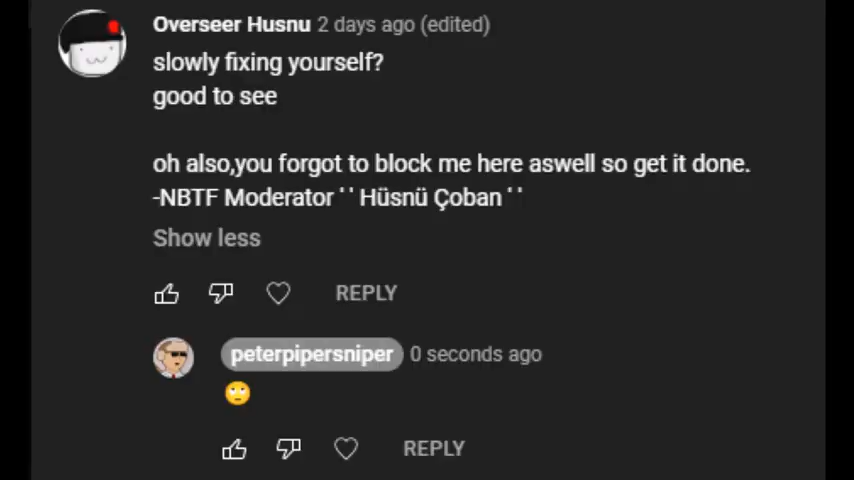 Overseer Husnu 2 days ago (edited)
slowly fixing yourself?
good to see
oh also,you forgot to block me here aswell so get it done.
-NBTF Moderator ' ' Hüsnü Çoban ' '
Show less
REPLY
peterpipersniper 0 seconds ago
🙄
REPLY